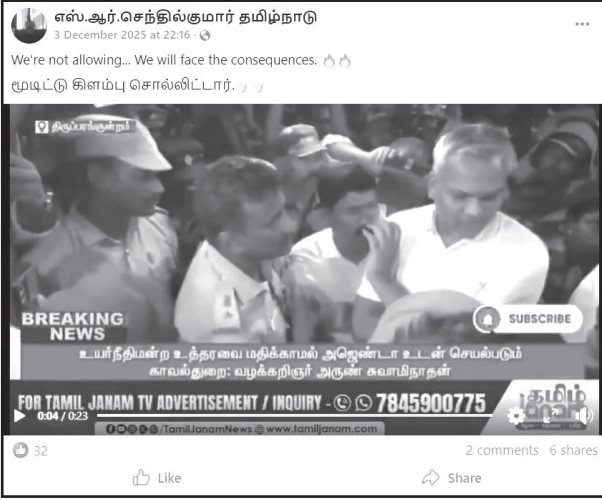 எஸ்.ஆர்.செந்தில்குமார் தமிழ்நாடு
3 December 2025 at 22:16 ·
We're not allowing... We will face the consequences. 🔥🔥
மூடிட்டு கிளம்பு சொல்லிட்டார்.
திருப்பரங்குன்றம்
BREAKING
NEWS
SUBSCRIBE
உயர்நீதிமன்ற உத்தரவை மதிக்காமல் அஜெண்டா உடன் செயல்படும்
காவல்துறை: வழக்கறிஞர் அருண் சுவாமிநாதன்
FOR TAMIL JANAM TV ADVERTISEMENT / INQUIRY - 7845900775
தமிழ்
ஜனம்
0:04 / 0:23
/TamilJanamNews www.tamiljanam.com
32
2 comments 6 shares
Like
Share